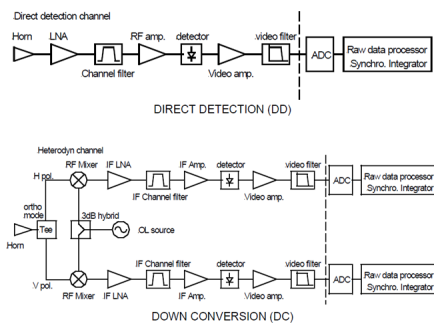 Direct detection channel
Horn
LNA
Channel filter
RF amp.
detector
Video amp.
video filter
ADC
Raw data processor
Synchro. Integrator
DIRECT DETECTION (DD)
Heterodyn channel
H pol.
RF Mixer
IF LNA
IF Channel filter
IF Amp.
detector
Video amp.
video filter
ADC
Raw data processor
Synchro. Integrator
ortho
mode
Tee
3dB hybrid
OL source
Horn
V pol.
RF Mixer
IF LNA
IF Channel filter
IF Amp.
detector
Video amp.
video filter
ADC
Raw data processor
Synchro. Integrator
DOWN CONVERSION (DC)